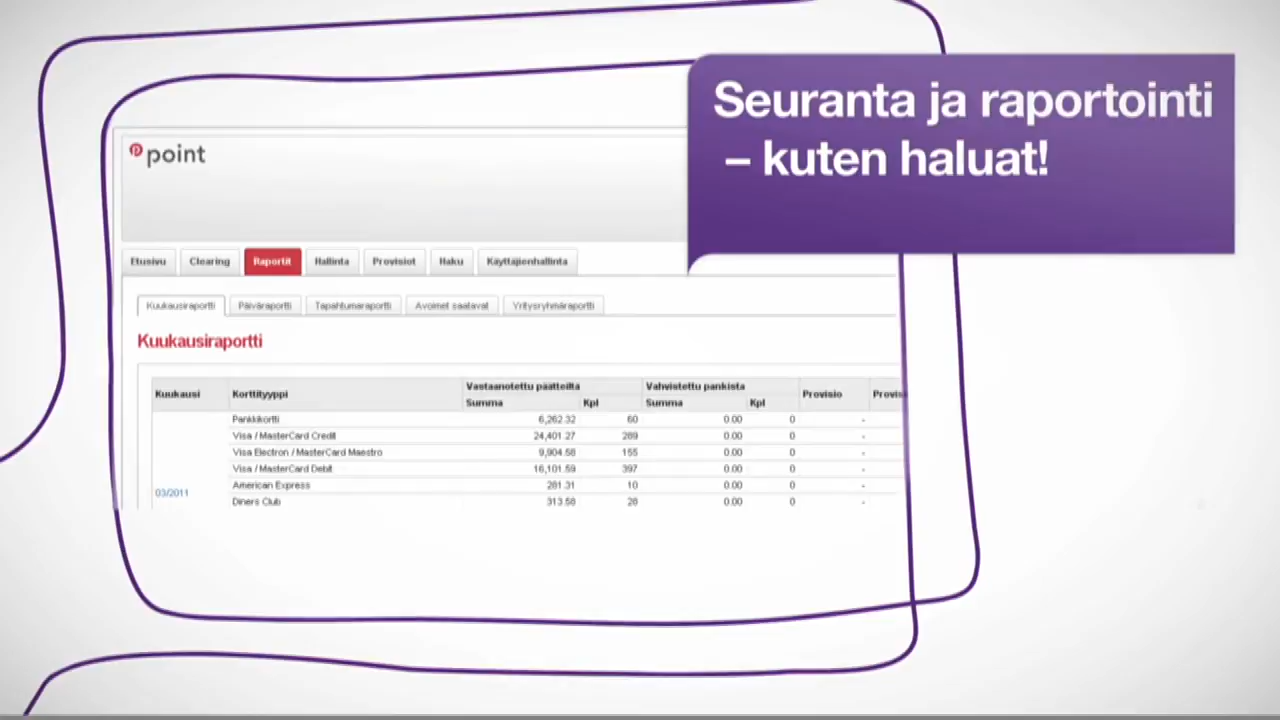 Seuranta ja raportointi
– kuten haluat!
point
Etusivu Clearing Raportit Hallinta Provisiot Haku Käyttäjienhallinta
Kuukausiraportti Päiväraportti Tapahtumaraportti Avoimet saatavat Yritysryhmäraportti
Kuukausiraportti
Kuukausi Korttityyppi Vastaanotettu päätteiltä Vahvistettu pankista Provisio
Summa Kpl Summa Kpl
Pankkikortti 6,262.32 60 0.00 0 -
Visa / MasterCard Credit 24,401.27 289 0.00 0 -
Visa Electron / MasterCard Maestro 9,904.58 155 0.00 0 -
Visa / MasterCard Debit 16,101.59 397 0.00 0 -
American Express 281.31 10 0.00 0 -
03/2011
Diners Club 313.58 28 0.00 0 -